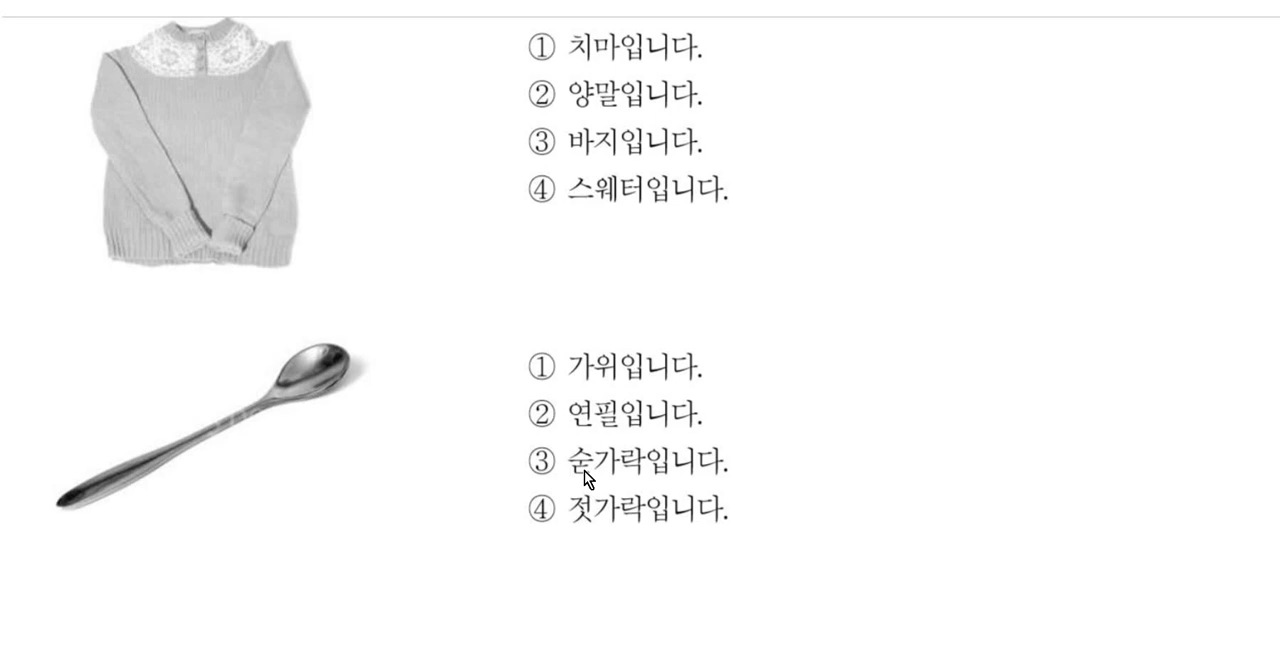 ① 치마입니다.
② 양말입니다.
③ 바지입니다.
④ 스웨터입니다.
① 가위입니다.
② 연필입니다.
③ 숟가락입니다.
④ 젓가락입니다.